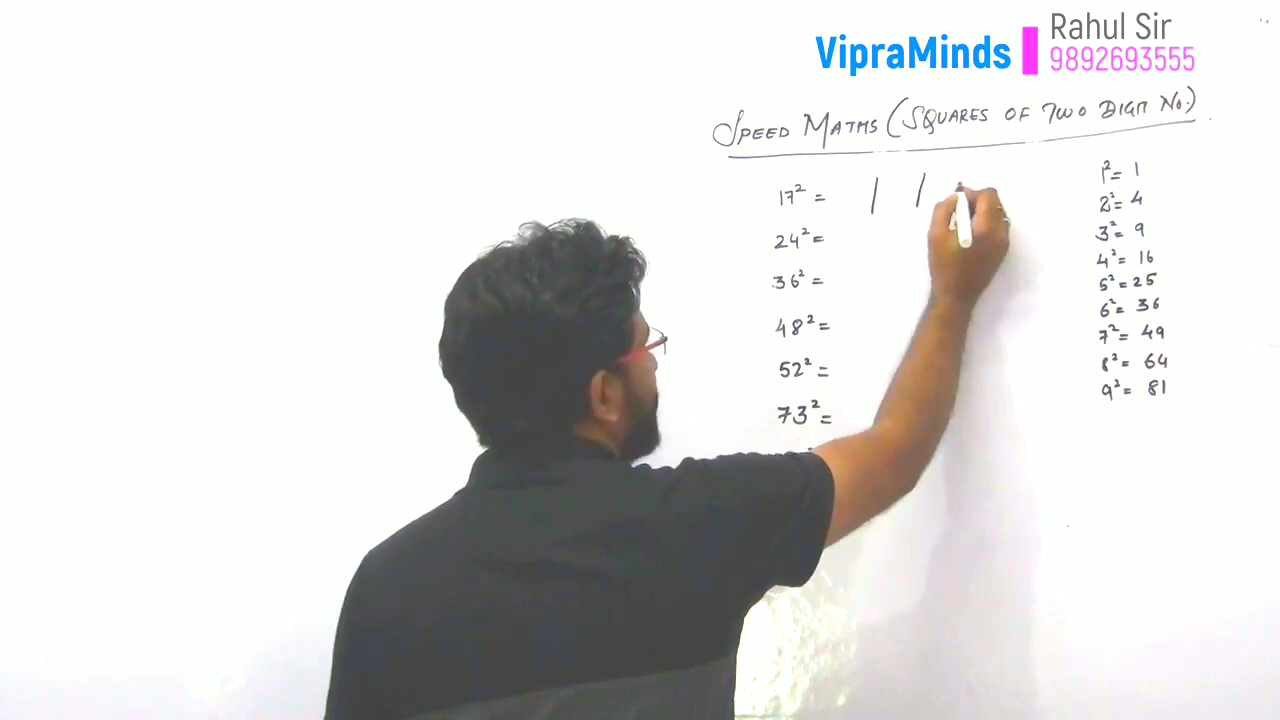 VipraMinds
Rahul Sir
9892693555
SPEED MATHS (SQUARES OF TWO DIGIT NO.)
17² =
24² =
36² =
48² =
52² =
73² =
1² = 1
2² = 4
3² = 9
4² = 16
5² = 25
6² = 36
7² = 49
8² = 64
9² = 81